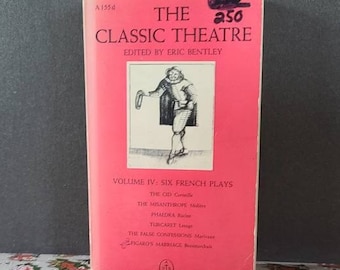 A155d
250
THE
CLASSIC THEATRE
EDITED BY ERIC BENTLEY
VOLUME IV: SIX FRENCH PLAYS
THE CID Corneille
THE MISANTHROPE Molière
PHAEDRA Racine
TURCARET Lesage
THE FALSE CONFESSIONS Marivaux
FIGARO'S MARRIAGE Beaumarchais